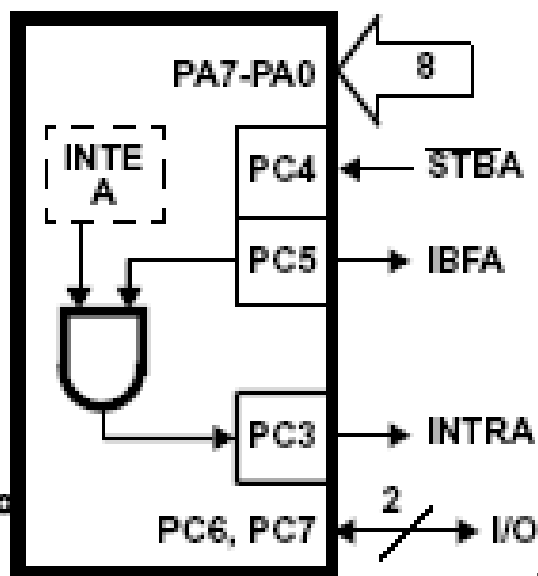 PA7-PA0
8
INTE
A
PC4
STBA
PC5
IBFA
PC3
INTRA
PC6, PC7
2
I/O